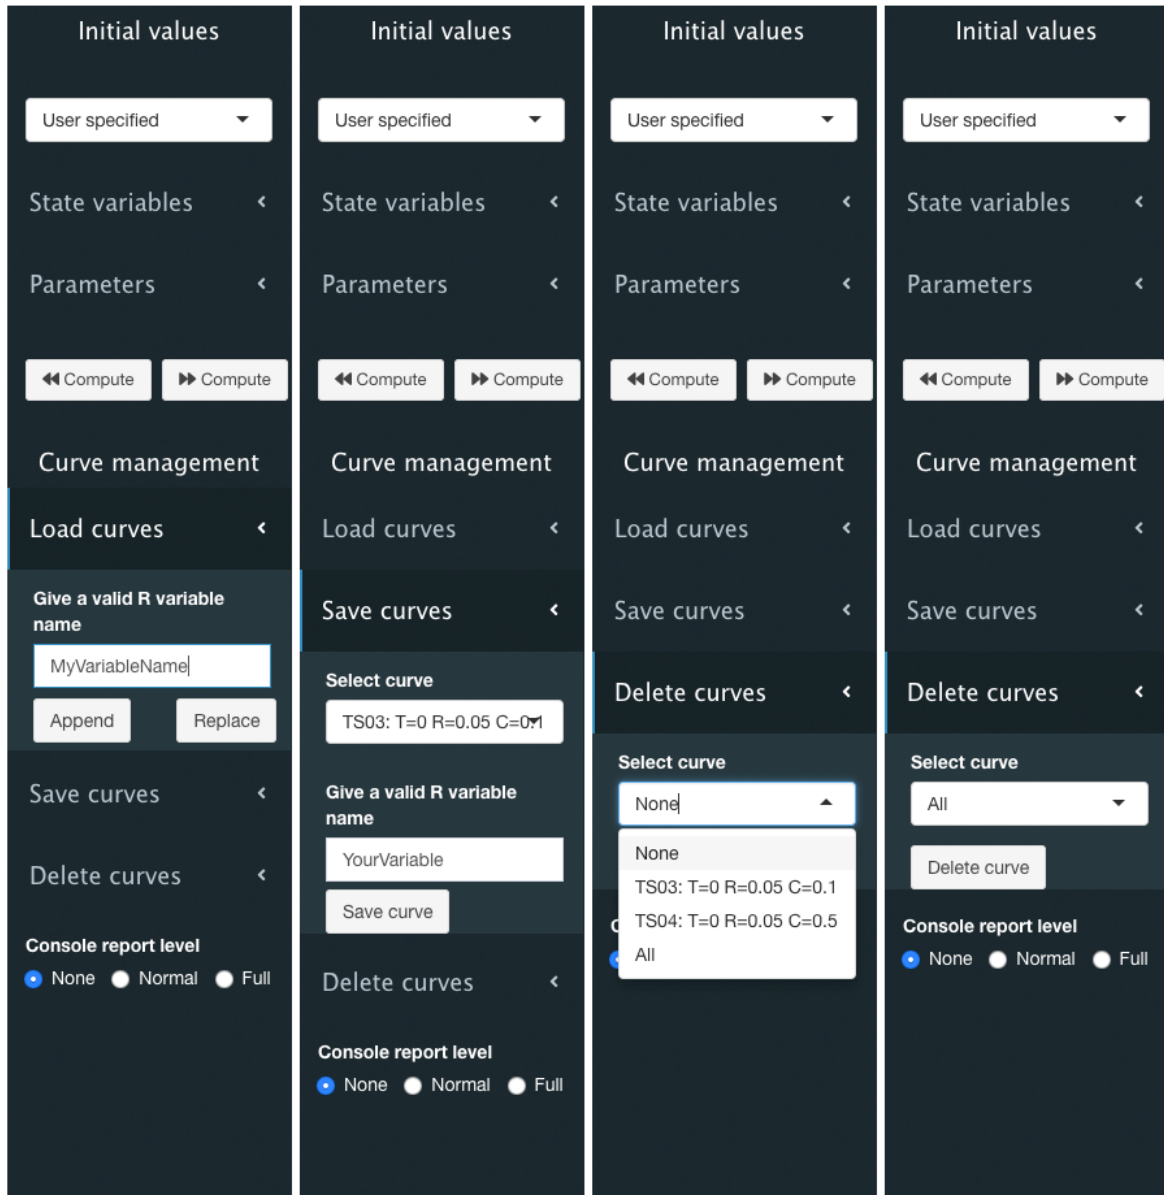 Initial values
User specified
State variables
Parameters
Compute Compute
Curve management
Load curves
Give a valid R variable
name
MyVariableName
Append Replace
Save curves
Delete curves
Console report level
None Normal Full
Initial values
User specified
State variables
Parameters
Compute Compute
Curve management
Load curves
Save curves
Select curve
TS03: T=0 R=0.05 C=0.1
Give a valid R variable
name
YourVariable
Save curve
Delete curves
Console report level
None Normal Full
Initial values
User specified
State variables
Parameters
Compute Compute
Curve management
Load curves
Save curves
Delete curves
Select curve
None
None
TS03: T=0 R=0.05 C=0.1
TS04: T=0 R=0.05 C=0.5
All
Initial values
User specified
State variables
Parameters
Compute Compute
Curve management
Load curves
Save curves
Delete curves
Select curve
All
Delete curve
Console report level
None Normal Full